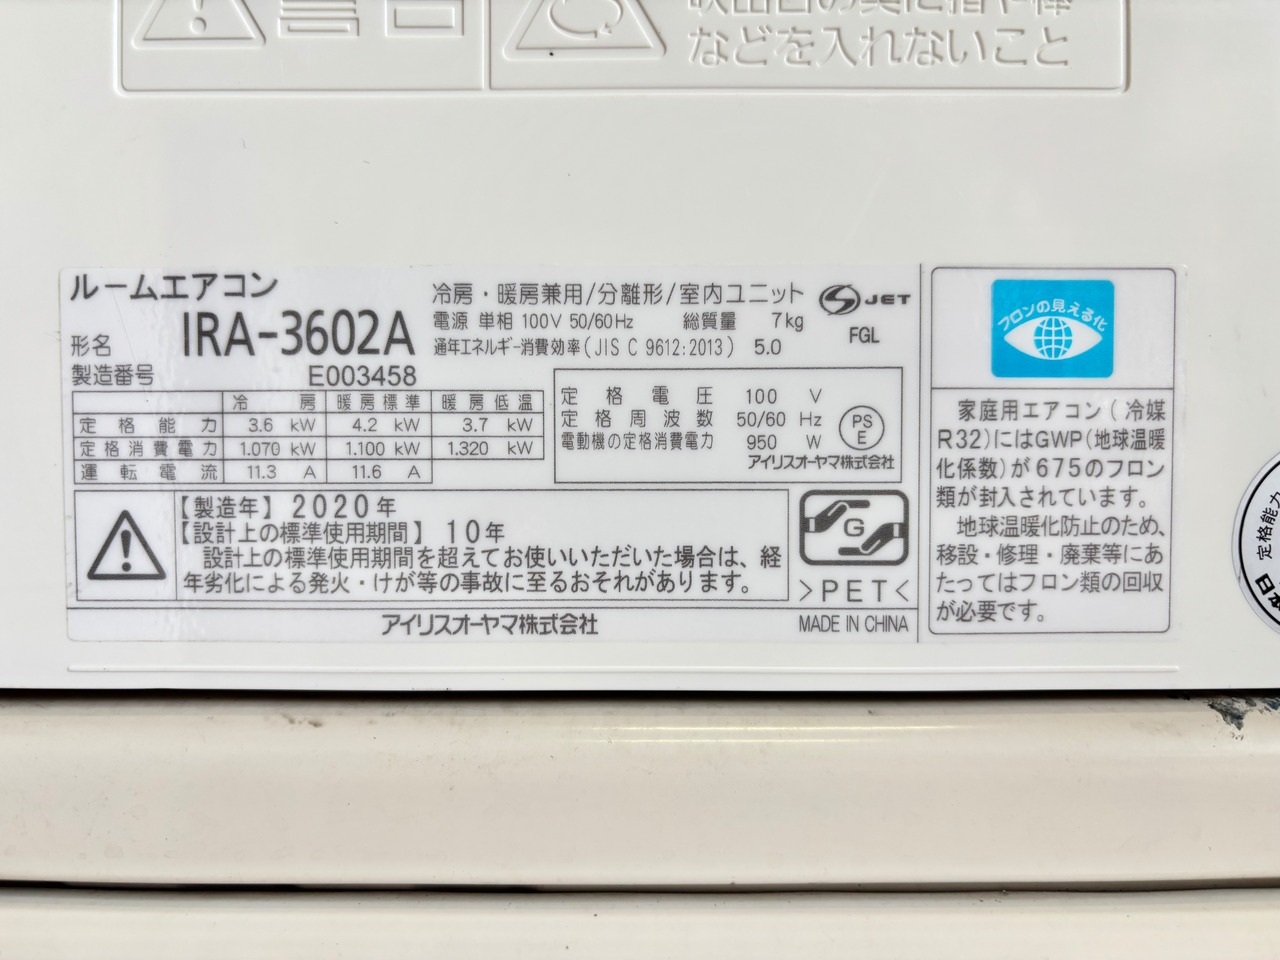 警告
吹出口の奥に指や棒
などを入れないこと
ルームエアコン
形名 IRA-3602A
製造番号 E003458
冷房・暖房兼用/分離形/室内ユニット
電源 単相 100V 50/60Hz 総質量 7kg
通年エネルギー消費効率(JIS C 9612:2013) 5.0
JET
FGL
冷房 暖房標準 暖房低温
定格能力 3.6 kW 4.2 kW 3.7 kW
定格消費電力 1.070 kW 1.100 kW 1.320 kW
運転電流 11.3 A 11.6 A
定格電圧 100 V
定格周波数 50/60 Hz
電動機の定格消費電力 950 W
PS
E
アイリスオーヤマ株式会社
【製造年】2020年
【設計上の標準使用期間】10年
設計上の標準使用期間を超えてお使いいただいた場合は、経
年劣化による発火・けが等の事故に至るおそれがあります。
G
>PET<
アイリスオーヤマ株式会社
MADE IN CHINA
フロンの見える化
家庭用エアコン(冷媒
R32)にはGWP(地球温暖
化係数)が675のフロン
類が封入されています。
地球温暖化防止のため、
移設・修理・廃棄等にあ
たってはフロン類の回収
が必要です。
定格能力